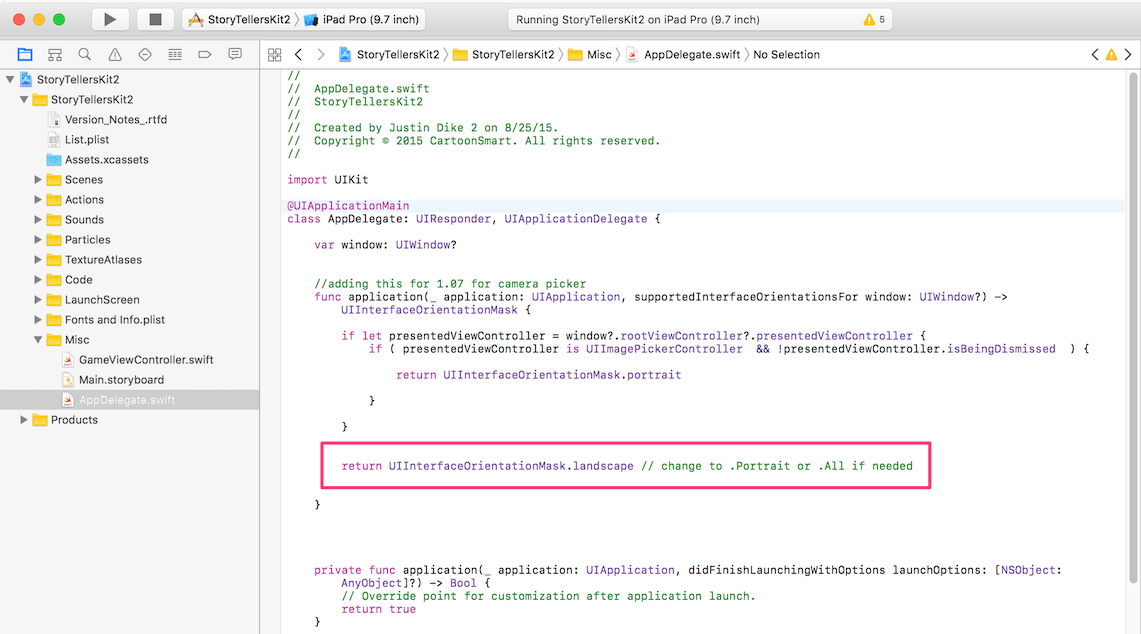 StoryTellersKit2 iPad Pro (9.7 inch) Running StoryTellersKit2 on iPad Pro (9.7 inch) 5
StoryTellersKit2 StoryTellersKit2 Misc AppDelegate.swift No Selection
StoryTellersKit2
StoryTellersKit2
Version_Notes_.rtfd
List.plist
Assets.xcassets
Scenes
Actions
Sounds
Particles
TextureAtlases
Code
LaunchScreen
Fonts and Info.plist
Misc
GameViewController.swift
Main.storyboard
AppDelegate.swift
Products
//
//  AppDelegate.swift
//  StoryTellersKit2
//
//  Created by Justin Dike 2 on 8/25/15.
//  Copyright © 2015 CartoonSmart. All rights reserved.
//
import UIKit
@UIApplicationMain
class AppDelegate: UIResponder, UIApplicationDelegate {
var window: UIWindow?
//adding this for 1.07 for camera picker
func application(_ application: UIApplication, supportedInterfaceOrientationsFor window: UIWindow?) ->
UIInterfaceOrientationMask {
if let presentedViewController = window?.rootViewController?.presentedViewController {
if ( presentedViewController is UIImagePickerController  && !presentedViewController.isBeingDismissed  ) {
return UIInterfaceOrientationMask.portrait
}
}
return UIInterfaceOrientationMask.landscape // change to .Portrait or .All if needed
}
private func application(_ application: UIApplication, didFinishLaunchingWithOptions launchOptions: [NSObject:
AnyObject]?) -> Bool {
// Override point for customization after application launch.
return true
}